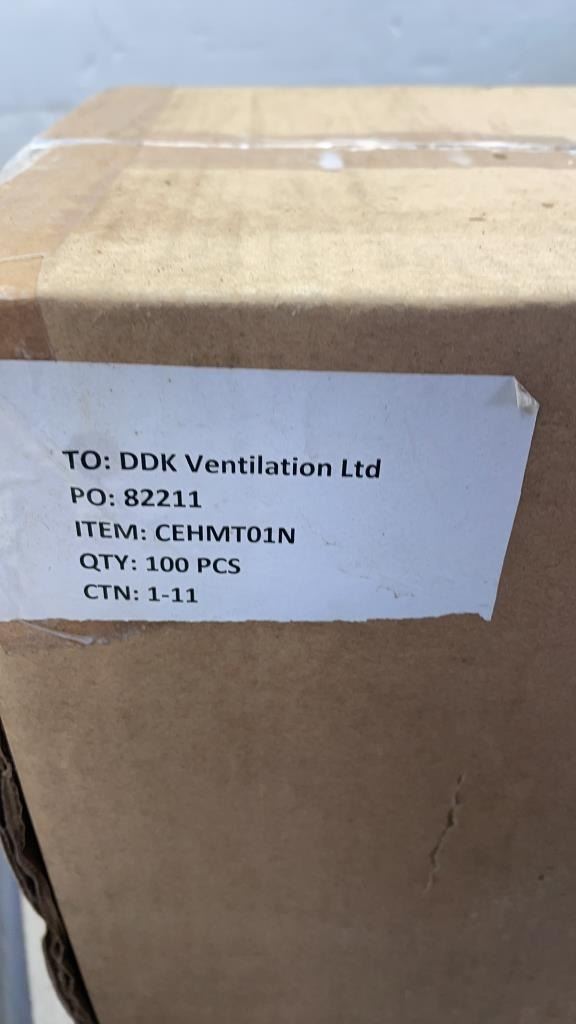 TO: DDK Ventilation Ltd
PO: 82211
ITEM: CEHMT01N
QTY: 100 PCS
CTN: 1-11